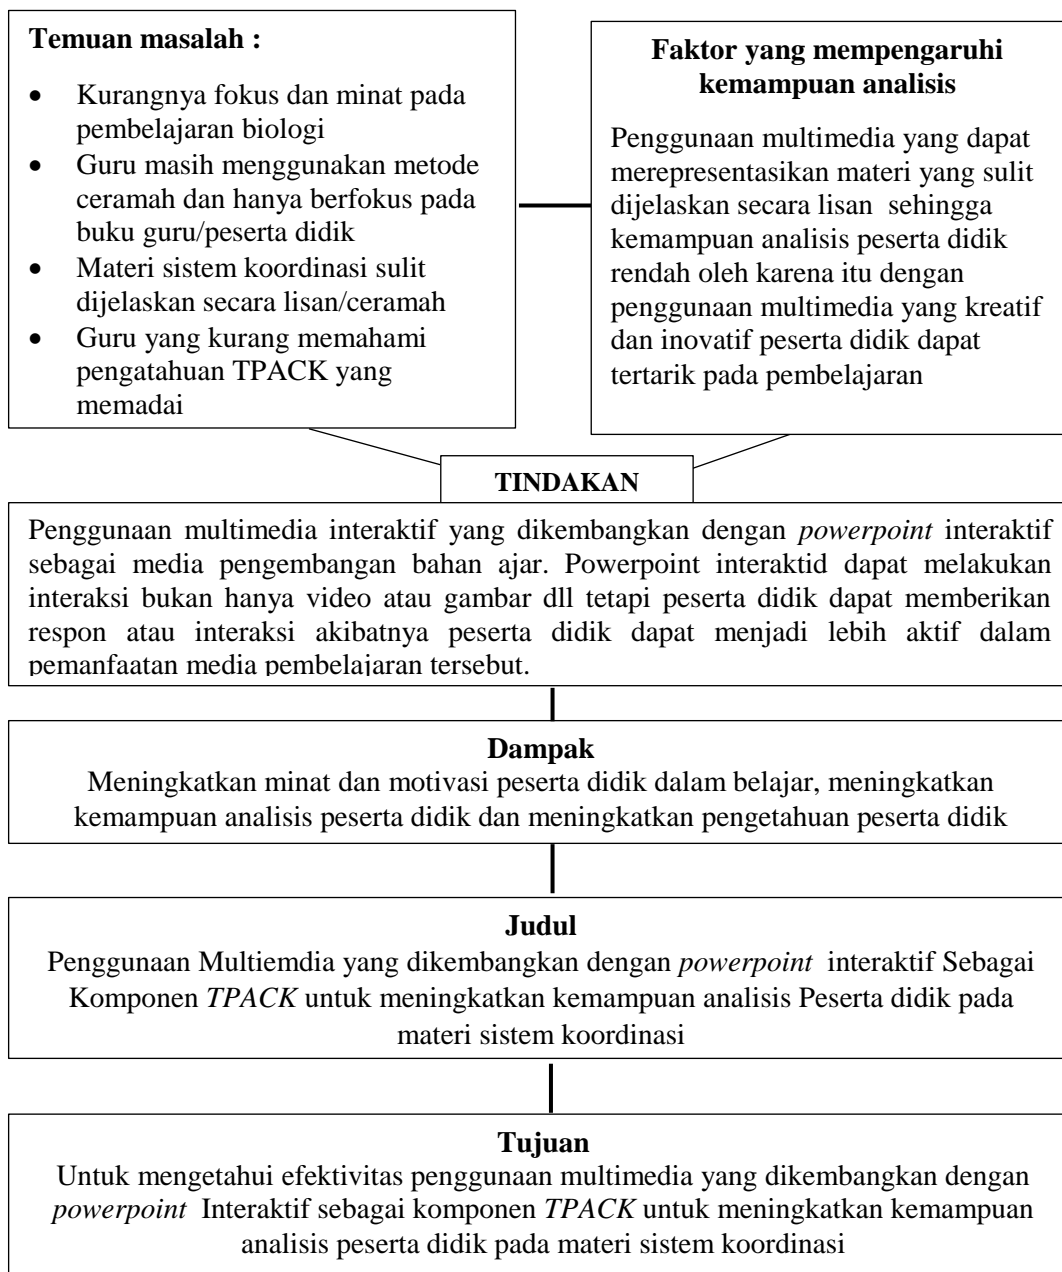 Temuan masalah :
• Kurangnya fokus dan minat pada
pembelajaran biologi
• Guru masih menggunakan metode
ceramah dan hanya berfokus pada
buku guru/peserta didik
• Materi sistem koordinasi sulit
dijelaskan secara lisan/ceramah
• Guru yang kurang memahami
pengatahuan TPACK yang
memadai
Faktor yang mempengaruhi
kemampuan analisis
Penggunaan multimedia yang dapat
merepresentasikan materi yang sulit
dijelaskan secara lisan sehingga
kemampuan analisis peserta didik
rendah oleh karena itu dengan
penggunaan multimedia yang kreatif
dan inovatif peserta didik dapat
tertarik pada pembelajaran
TINDAKAN
Penggunaan multimedia interaktif yang dikembangkan dengan powerpoint interaktif
sebagai media pengembangan bahan ajar. Powerpoint interaktid dapat melakukan
interaksi bukan hanya video atau gambar dll tetapi peserta didik dapat memberikan
respon atau interaksi akibatnya peserta didik dapat menjadi lebih aktif dalam
pemanfaatan media pembelajaran tersebut.
Dampak
Meningkatkan minat dan motivasi peserta didik dalam belajar, meningkatkan
kemampuan analisis peserta didik dan meningkatkan pengetahuan peserta didik
Judul
Penggunaan Multiemdia yang dikembangkan dengan powerpoint interaktif Sebagai
Komponen TPACK untuk meningkatkan kemampuan analisis Peserta didik pada
materi sistem koordinasi
Tujuan
Untuk mengetahui efektivitas penggunaan multimedia yang dikembangkan dengan
powerpoint Interaktif sebagai komponen TPACK untuk meningkatkan kemampuan
analisis peserta didik pada materi sistem koordinasi